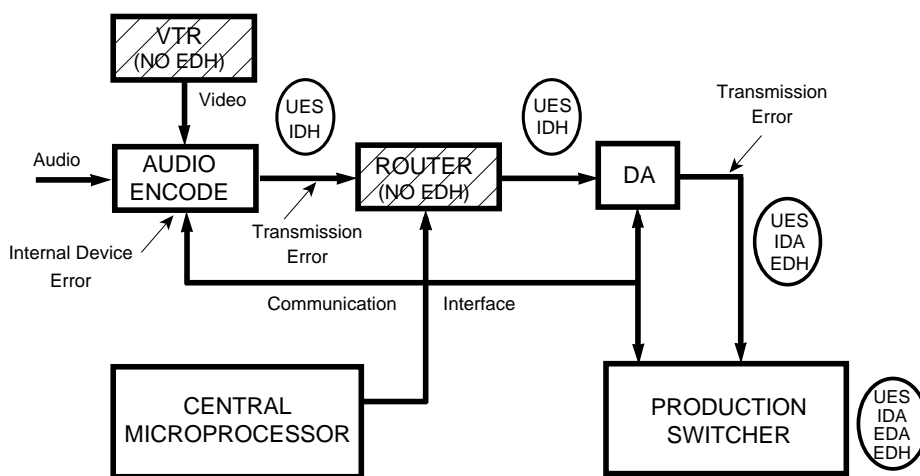 VTR
(NO EDH)
Video
UES
IDH
UES
IDH
Transmission
Error
Audio
AUDIO
ENCODE
ROUTER
(NO EDH)
DA
Internal Device
Error
Transmission
Error
UES
IDA
EDH
Communication
Interface
CENTRAL
MICROPROCESSOR
PRODUCTION
SWITCHER
UES
IDA
EDA
EDH